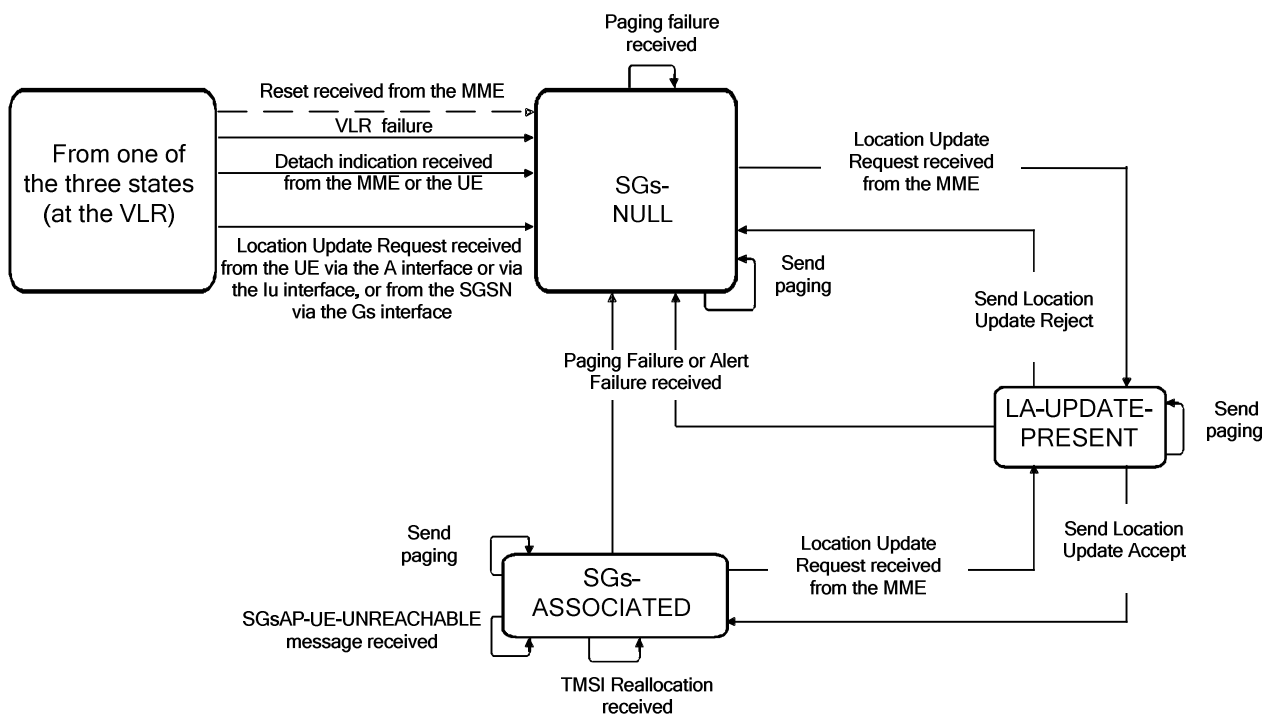 Paging failure
received
Reset received from the MME
VLR failure
Detach indication received
from the MME or the UE
From one of
the three states
(at the VLR)
Location Update Request received
from the UE via the A interface or via
the Iu interface, or from the SGSN
via the Gs interface
SGs-
NULL
Location Update
Request received
from the MME
Send
paging
Send Location
Update Reject
Paging Failure or Alert
Failure received
LA-UPDATE-
PRESENT
Send
paging
Send
paging
SGs-
ASSOCIATED
Location Update
Request received
from the MME
Send Location
Update Accept
SGsAP-UE-UNREACHABLE
message received
TMSI Reallocation
received